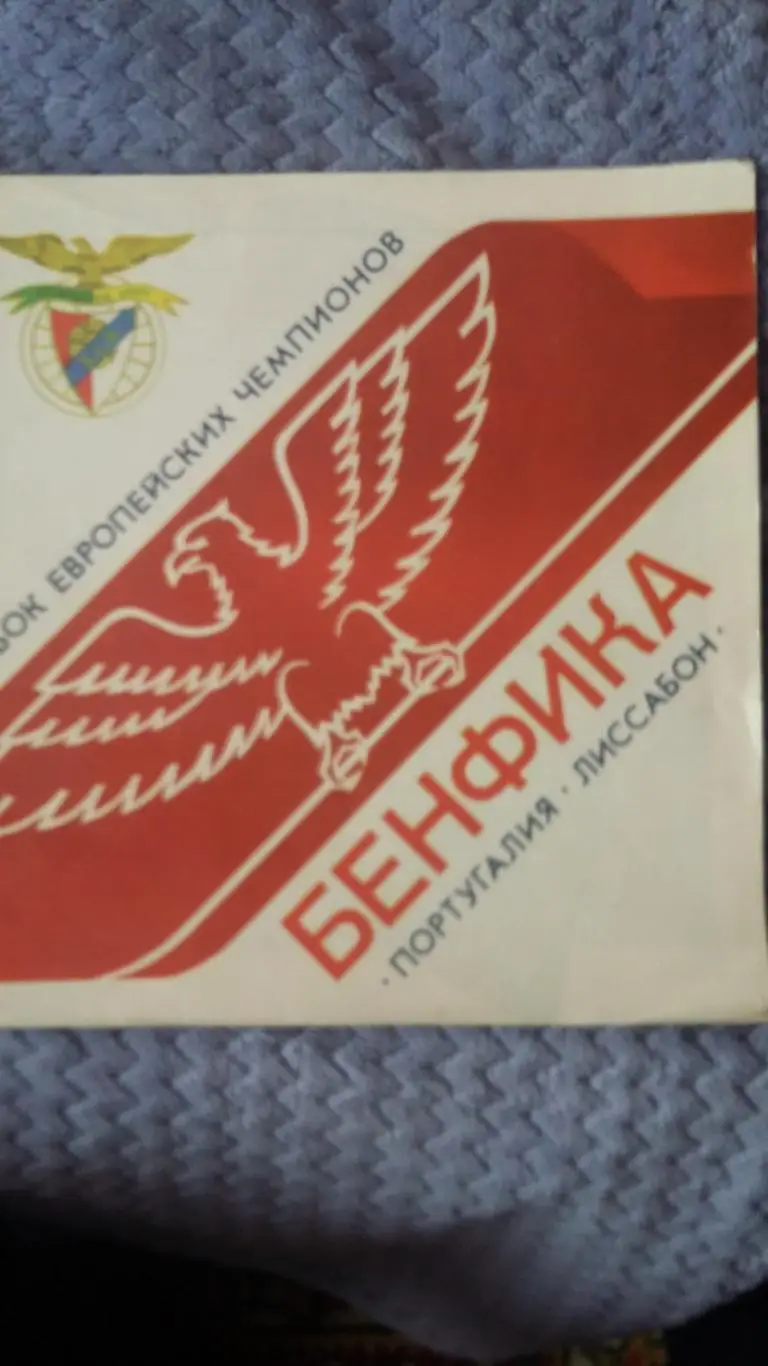 ЕВРОПЕЙСКИХ ЧЕМПИОНОВ
БЕНФИКА
· ПОРТУГАЛИЯ · ЛИССАБОН ·